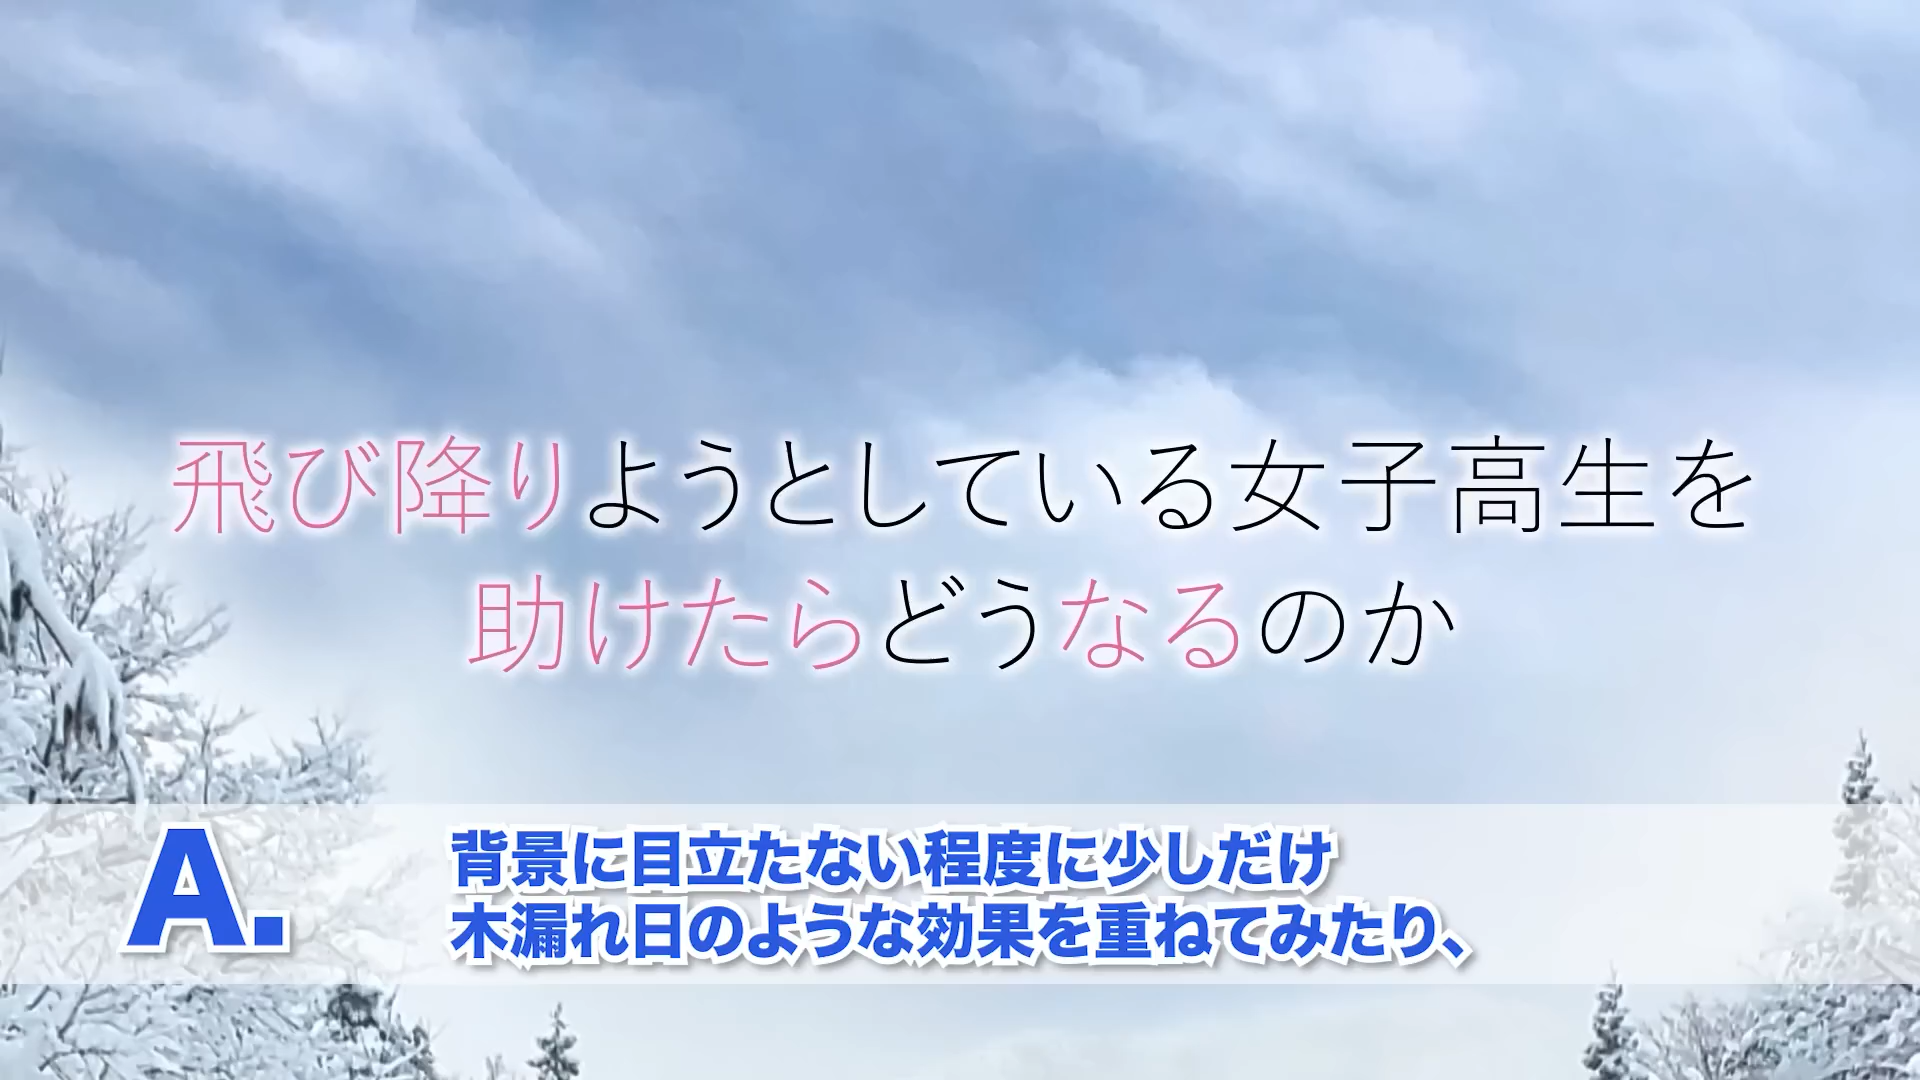 飛び降りようとしている女子高生を
助けたらどうなるのか
A.
背景に目立たない程度に少しだけ
木漏れ日のような効果を重ねてみたり、